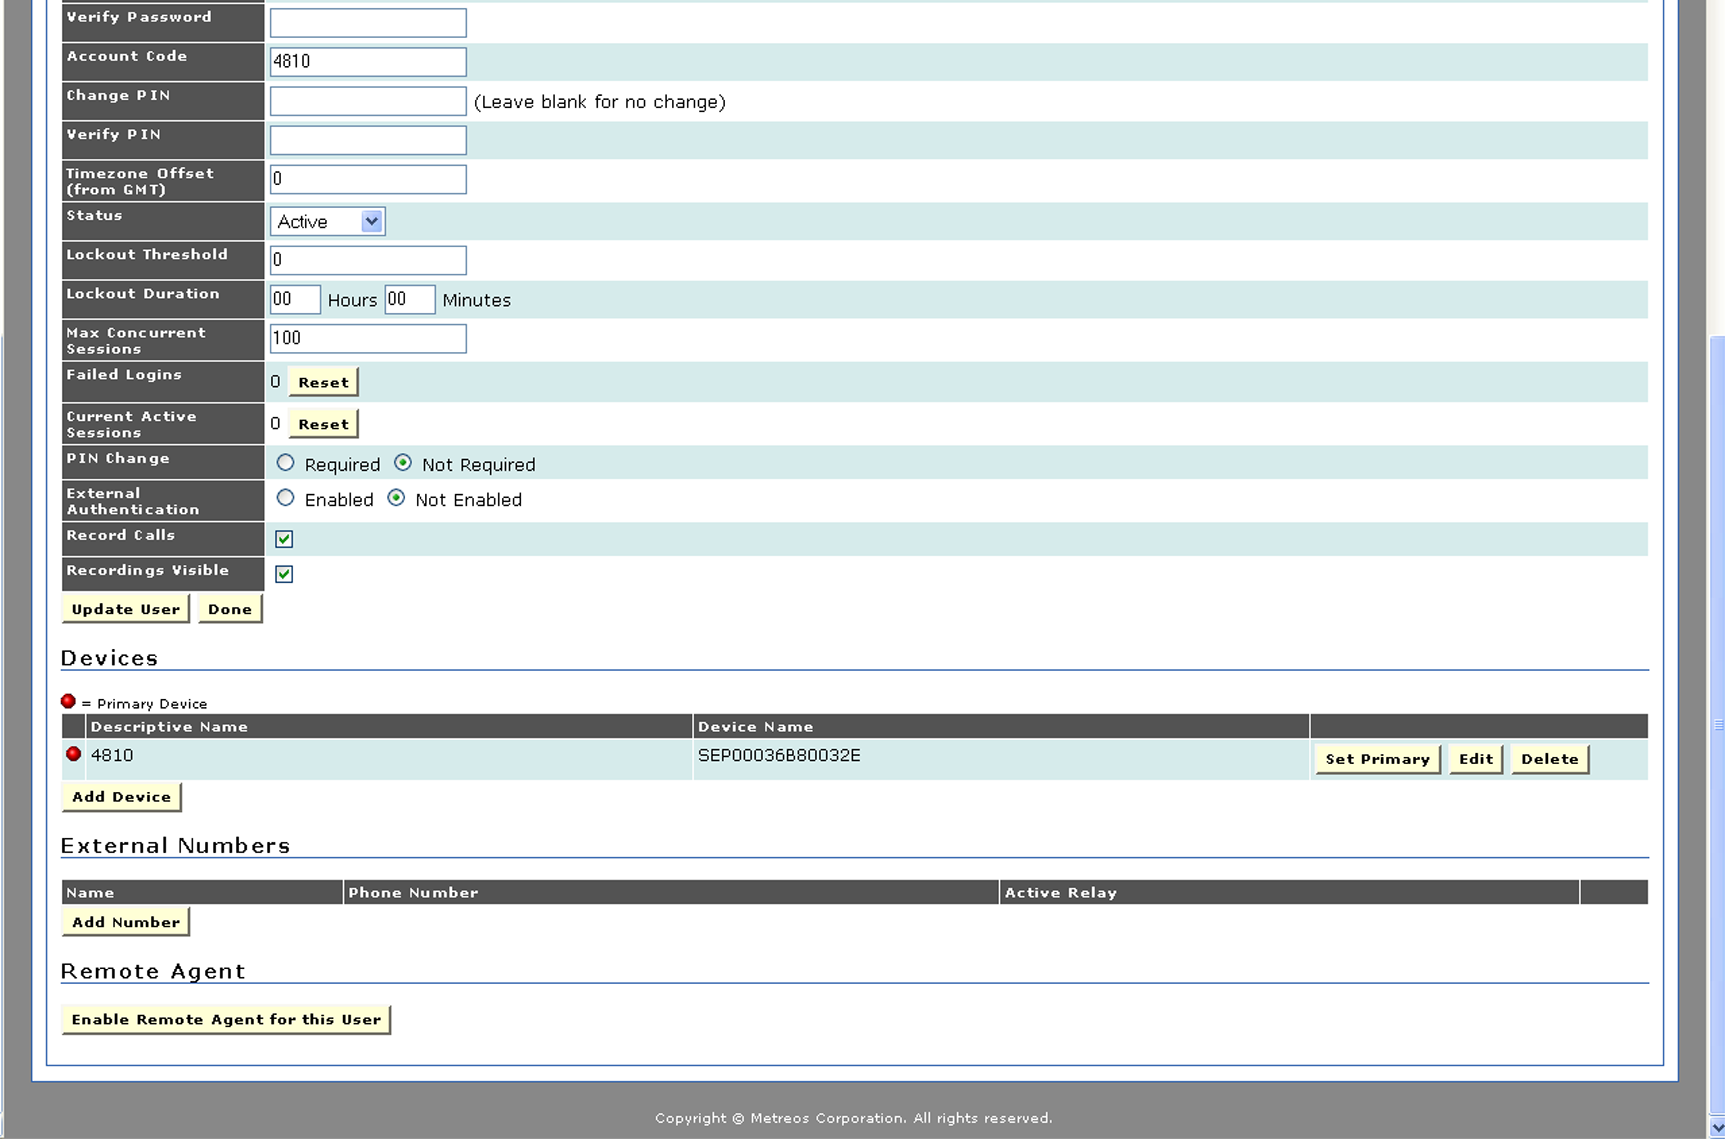 Verify Password
Account Code 4810
Change PIN (Leave blank for no change)
Verify PIN
Timezone Offset
(from GMT) 0
Status Active
Lockout Threshold 0
Lockout Duration 00 Hours 00 Minutes
Max Concurrent
Sessions 100
Failed Logins 0 Reset
Current Active
Sessions 0 Reset
PIN Change Required Not Required
External
Authentication Enabled Not Enabled
Record Calls
Recordings Visible
Update User Done
Devices
= Primary Device
Descriptive Name Device Name
4810 SEP00036B80032E Set Primary Edit Delete
Add Device
External Numbers
Name Phone Number Active Relay
Add Number
Remote Agent
Enable Remote Agent for this User
Copyright © Metreos Corporation. All rights reserved.